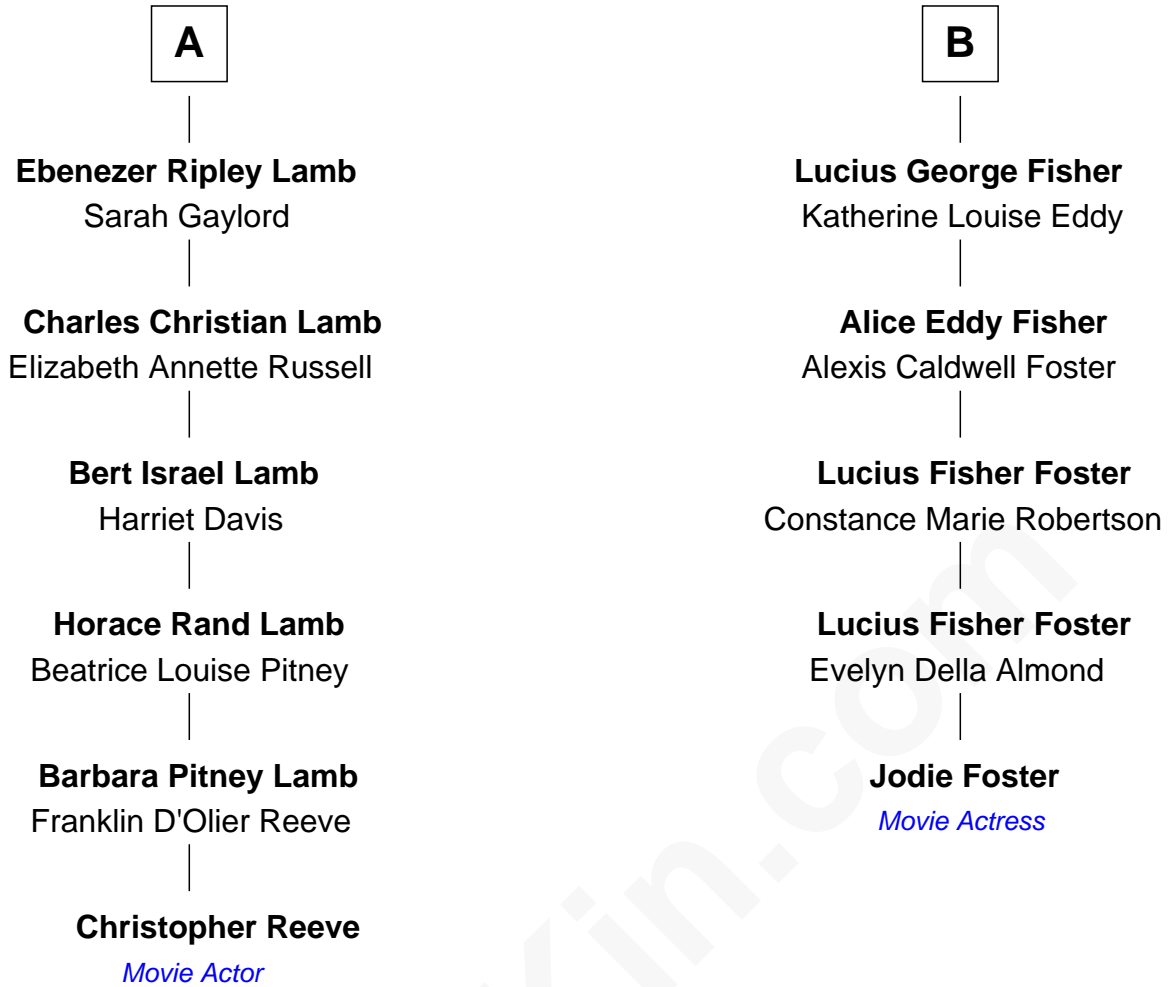 A
Ebenezer Ripley Lamb
Sarah Gaylord
Charles Christian Lamb
Elizabeth Annette Russell
Bert Israel Lamb
Harriet Davis
Horace Rand Lamb
Beatrice Louise Pitney
Barbara Pitney Lamb
Franklin D'Olier Reeve
Christopher Reeve
Movie Actor
B
Lucius George Fisher
Katherine Louise Eddy
Alice Eddy Fisher
Alexis Caldwell Foster
Lucius Fisher Foster
Constance Marie Robertson
Lucius Fisher Foster
Evelyn Della Almond
Jodie Foster
Movie Actress
Kin.com